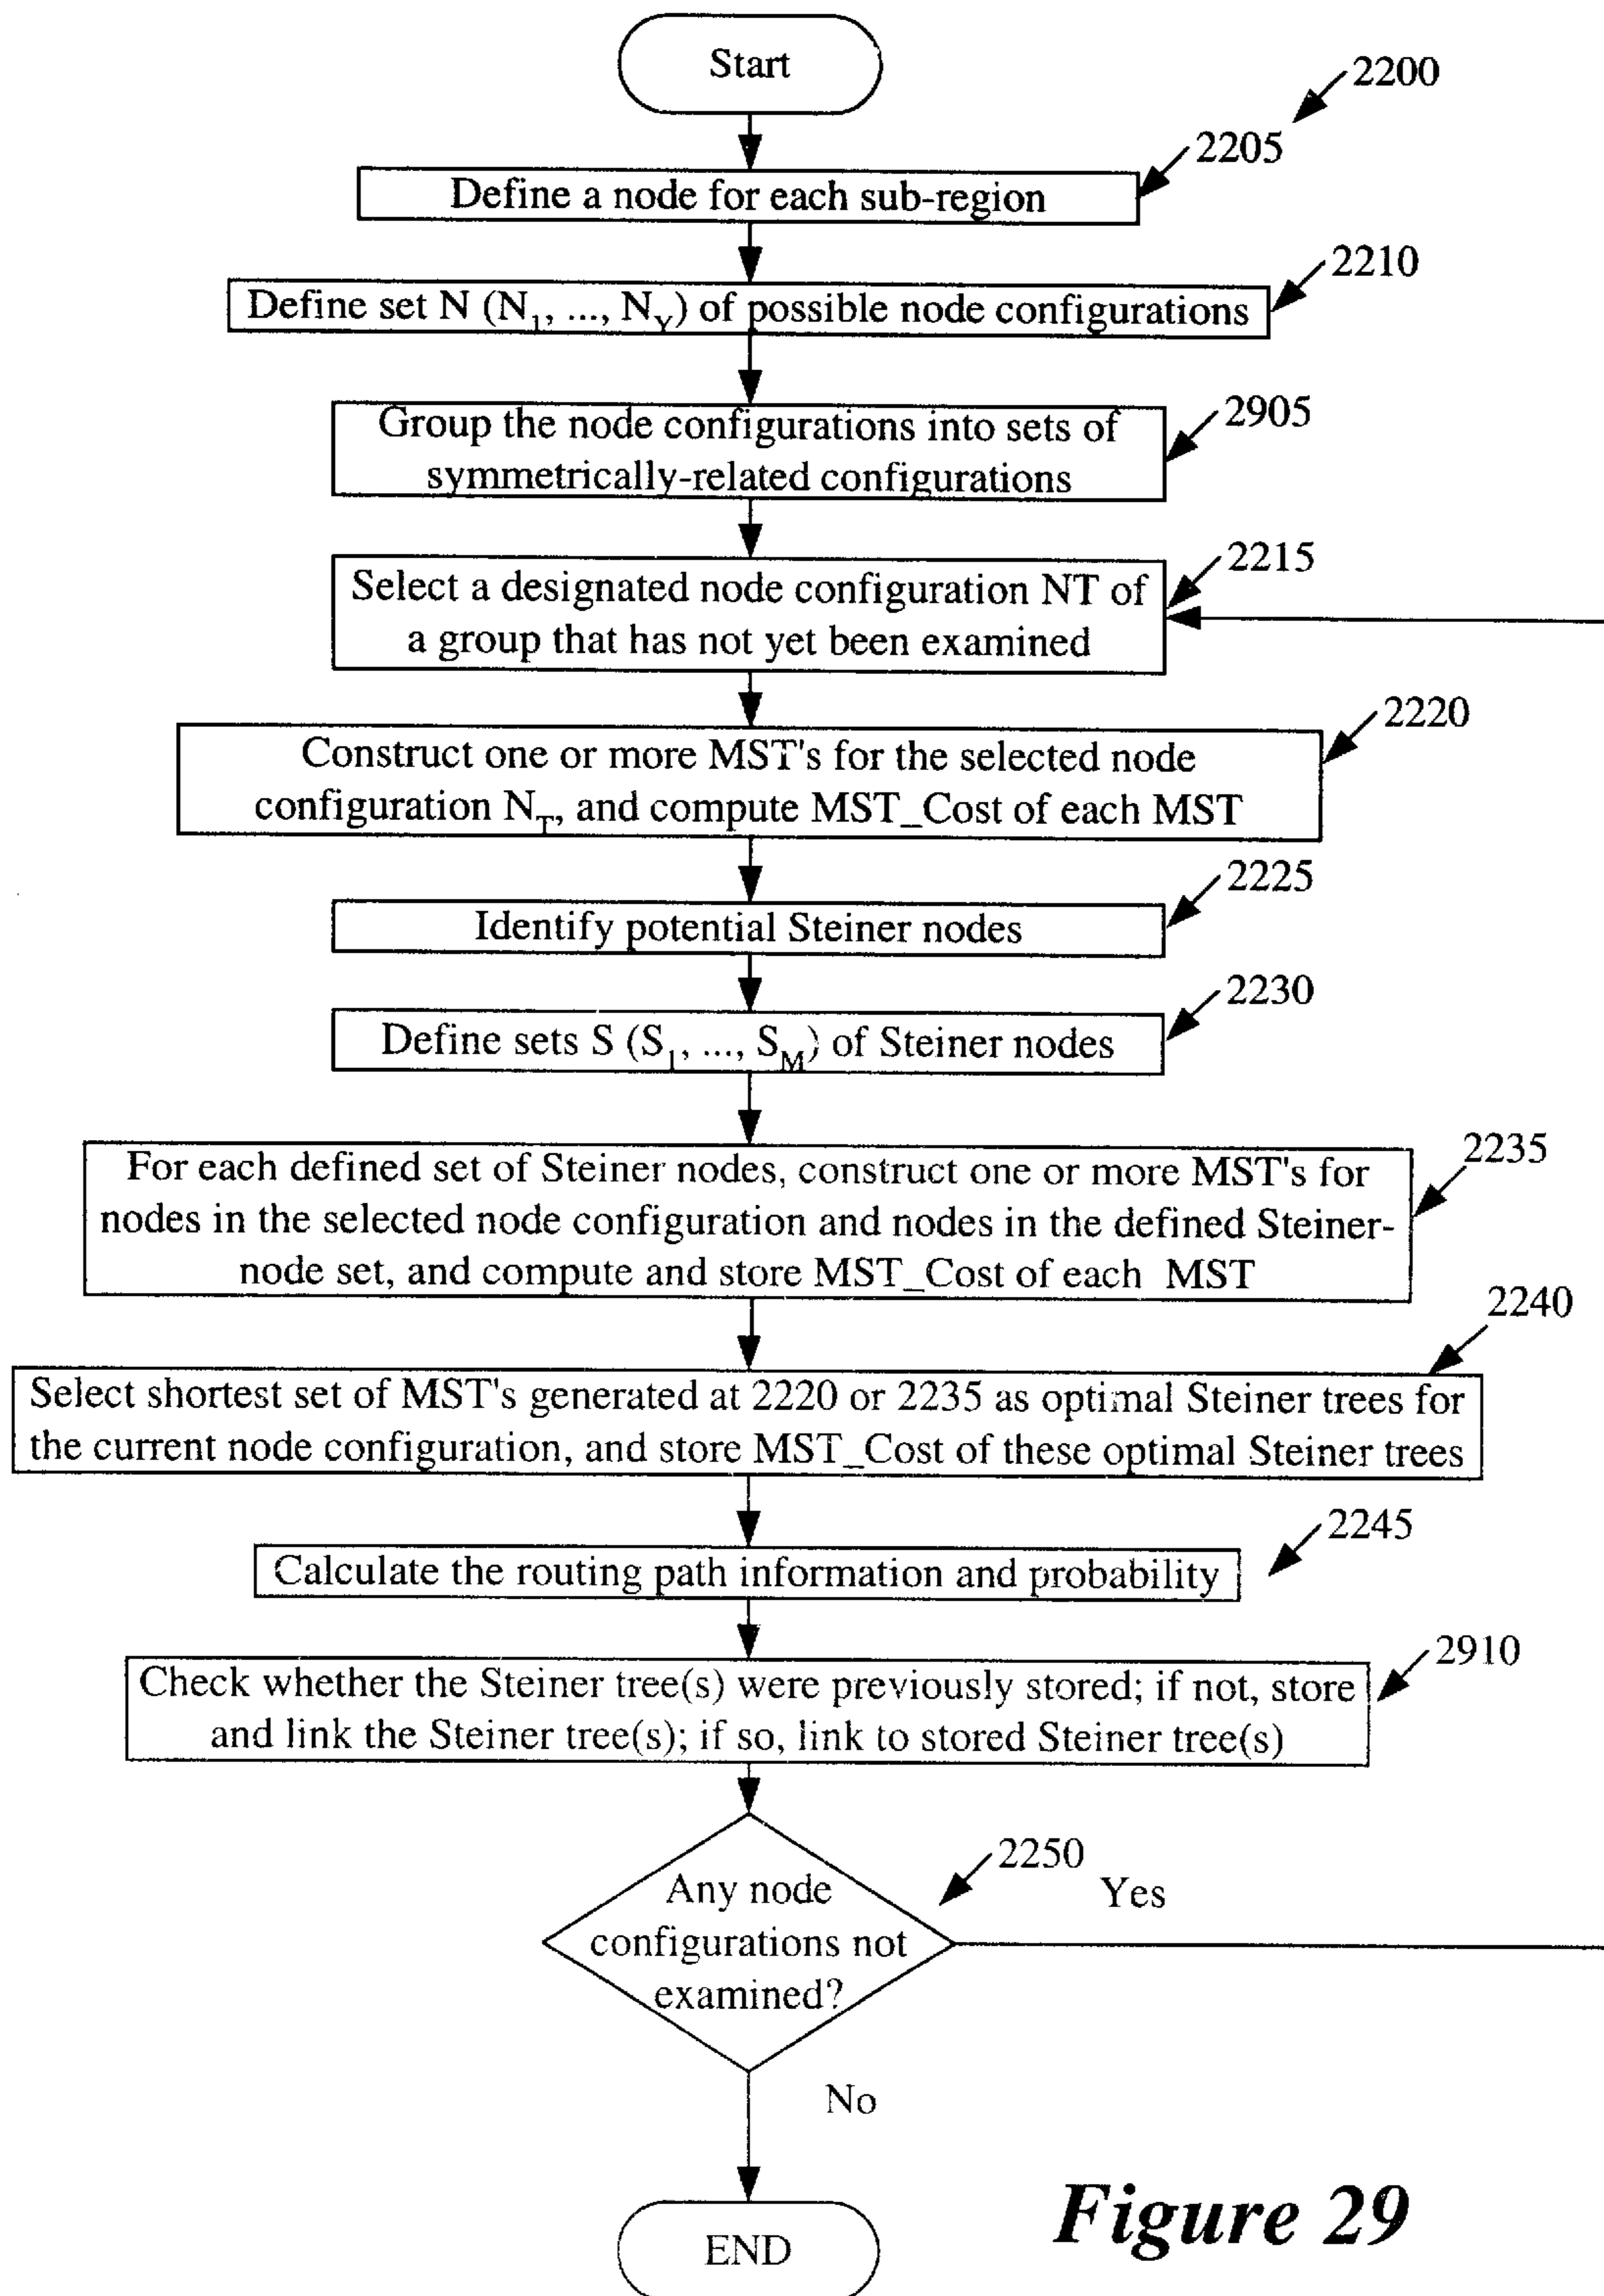 Start
2200
2205
Define a node for each sub-region
2210
Define set N (N1, ..., NY) of possible node configurations
2905
Group the node configurations into sets of
symmetrically-related configurations
2215
Select a designated node configuration NT of
a group that has not yet been examined
2220
Construct one or more MST's for the selected node
configuration NT, and compute MST_Cost of each MST
2225
Identify potential Steiner nodes
2230
Define sets S (S1, ..., SM) of Steiner nodes
2235
For each defined set of Steiner nodes, construct one or more MST's for
nodes in the selected node configuration and nodes in the defined Steiner-
node set, and compute and store MST_Cost of each MST
2240
Select shortest set of MST's generated at 2220 or 2235 as optimal Steiner trees for
the current node configuration, and store MST_Cost of these optimal Steiner trees
2245
Calculate the routing path information and probability
2910
Check whether the Steiner tree(s) were previously stored; if not, store
and link the Steiner tree(s); if so, link to stored Steiner tree(s)
2250
Yes
Any node
configurations not
examined?
No
END
Figure 29